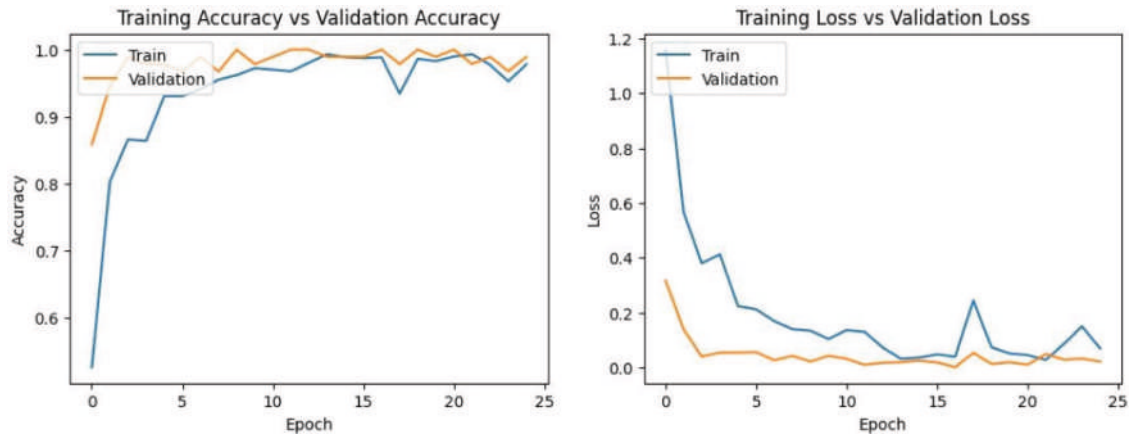 Training Accuracy vs Validation Accuracy
1.0
0.9
0.8
0.7
0.6
Accuracy
Train
Validation
0
5
10
15
20
25
Epoch
Training Loss vs Validation Loss
1.2
1.0
0.8
0.6
0.4
0.2
0.0
Loss
Train
Validation
0
5
10
15
20
25
Epoch